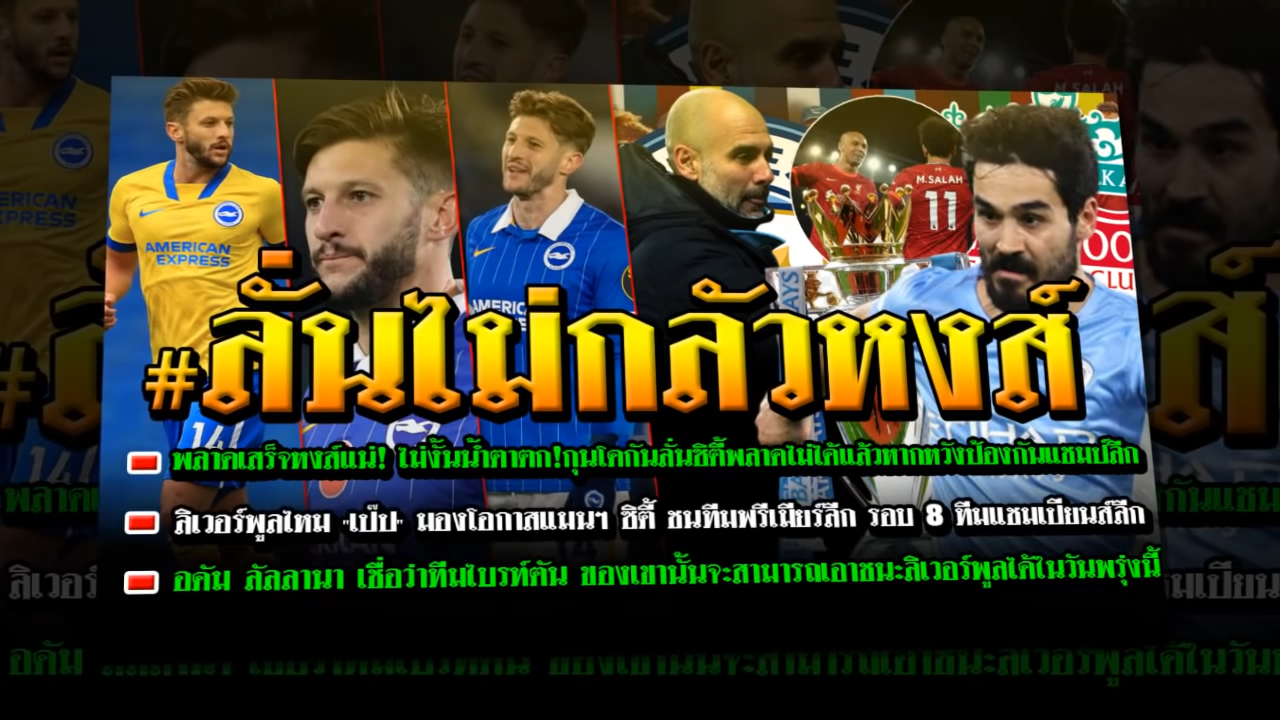 M. SALAH
11
AMERICAN
EXPRESS
#ลั่นไม่กลัวหงส์
พลาดเสร็จหงส์แน่! ไม่งั้นน้ำตาตก!กุนโดกันลั่นซิตี้พลาดไม่ได้แล้วหากหวังป้องกันแชมป์ลีก
ลิเวอร์พูลไหม "เป๊ป" มองโอกาสแมนฯ ซิตี้ ชนทีมพรีเมียร์ลีก รอบ 8 ทีมแชมเปียนส์ลีก
อดัม ลัลลานา เชื่อว่าทีมไบรท์ตัน ของเขานั้นจะสามารถเอาชนะลิเวอร์พูลได้ในวันพรุ่งนี้